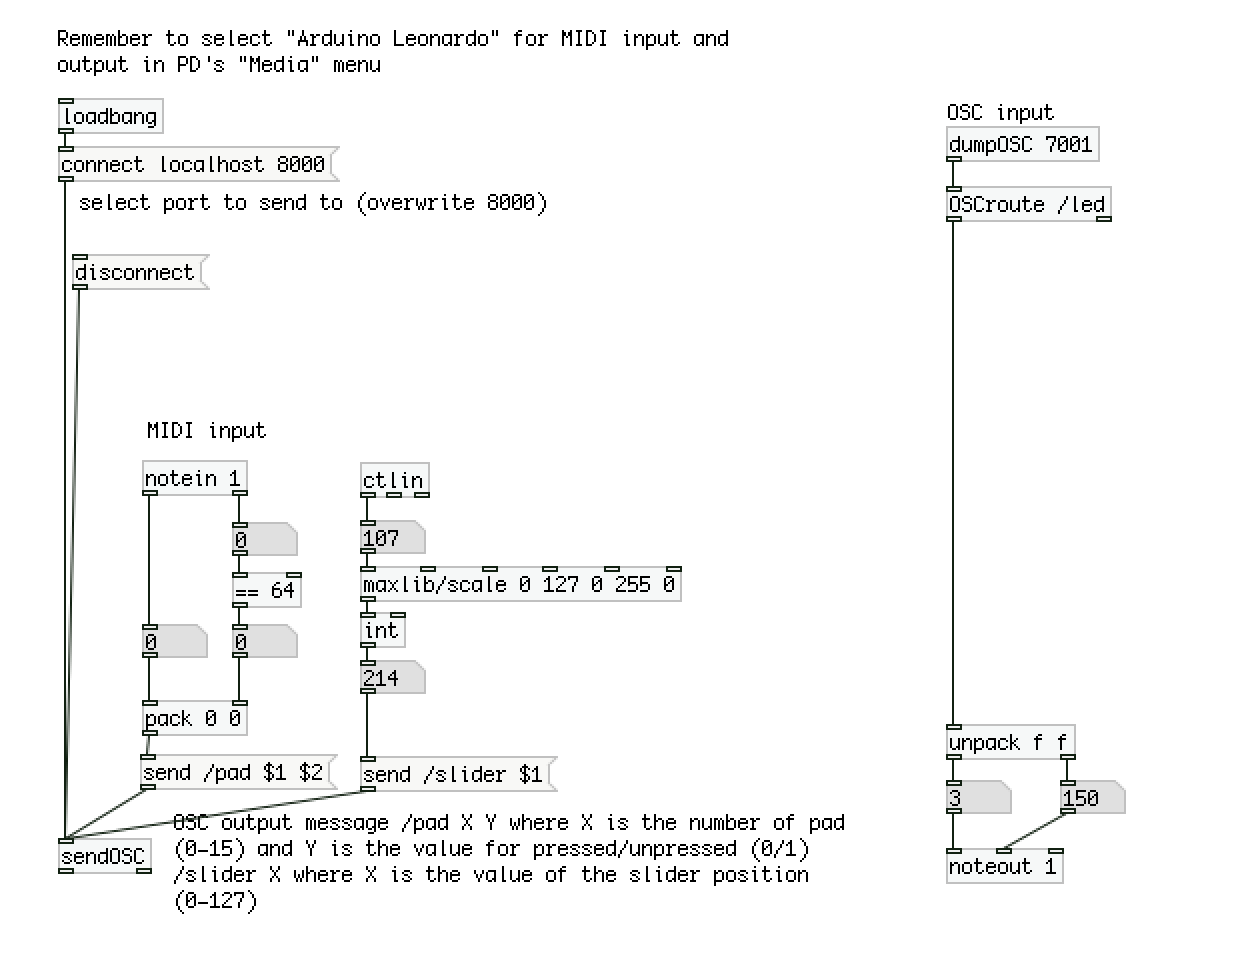 Remember to select "Arduino Leonardo" for MIDI input and
output in PD's "Media" menu
loadbang
connect localhost 8000
select port to send to (overwrite 8000)
disconnect
MIDI input
notein 1
0
== 64
0
0
pack 0 0
send /pad $1 $2
ctlin
107
maxlib/scale 0 127 0 255 0
int
214
send /slider $1
sendOSC
OSC output message /pad X Y where X is the number of pad
(0-15) and Y is the value for pressed/unpressed (0/1)
/slider X where X is the value of the slider position
(0-127)
OSC input
dumpOSC 7001
OSCroute /led
unpack f f
3
150
noteout 1